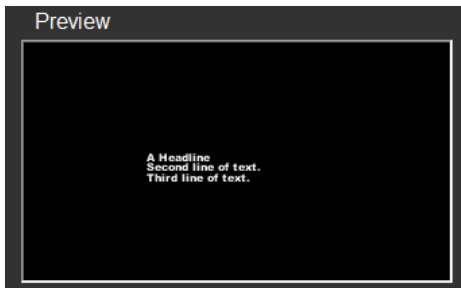 Preview
A Headline
Second line of text.
Third line of text.